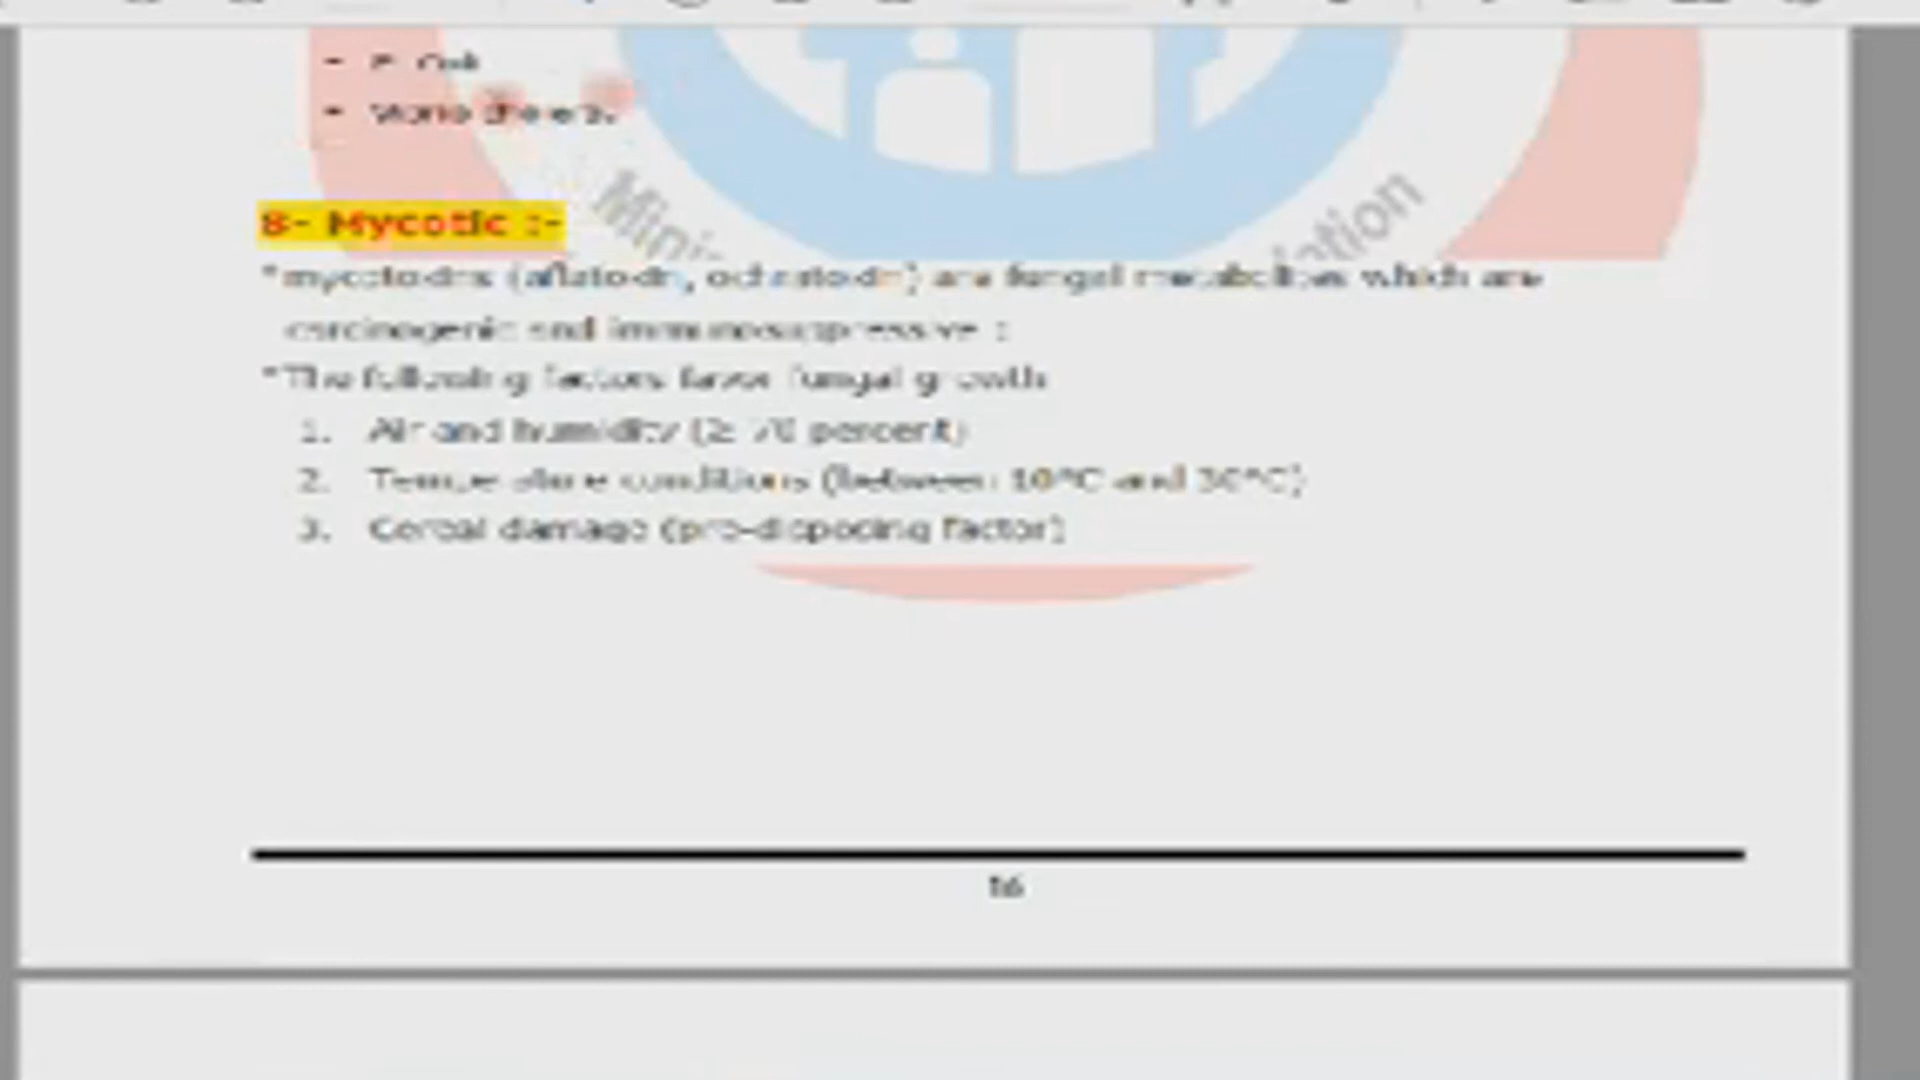 - E. Coli
- Vibrio cholera.
8- Mycotic :-
*mycotoxins (aflatoxin, ochratoxin) are fungal metabolites which are
carcinogenic and immunosuppressive :
*The following factors favor fungal growth
1. Air and humidity (≥ 70 percent)
2. Temperature conditions (between 10°C and 30°C)
3. Cereal damage (pre-disposing factor)